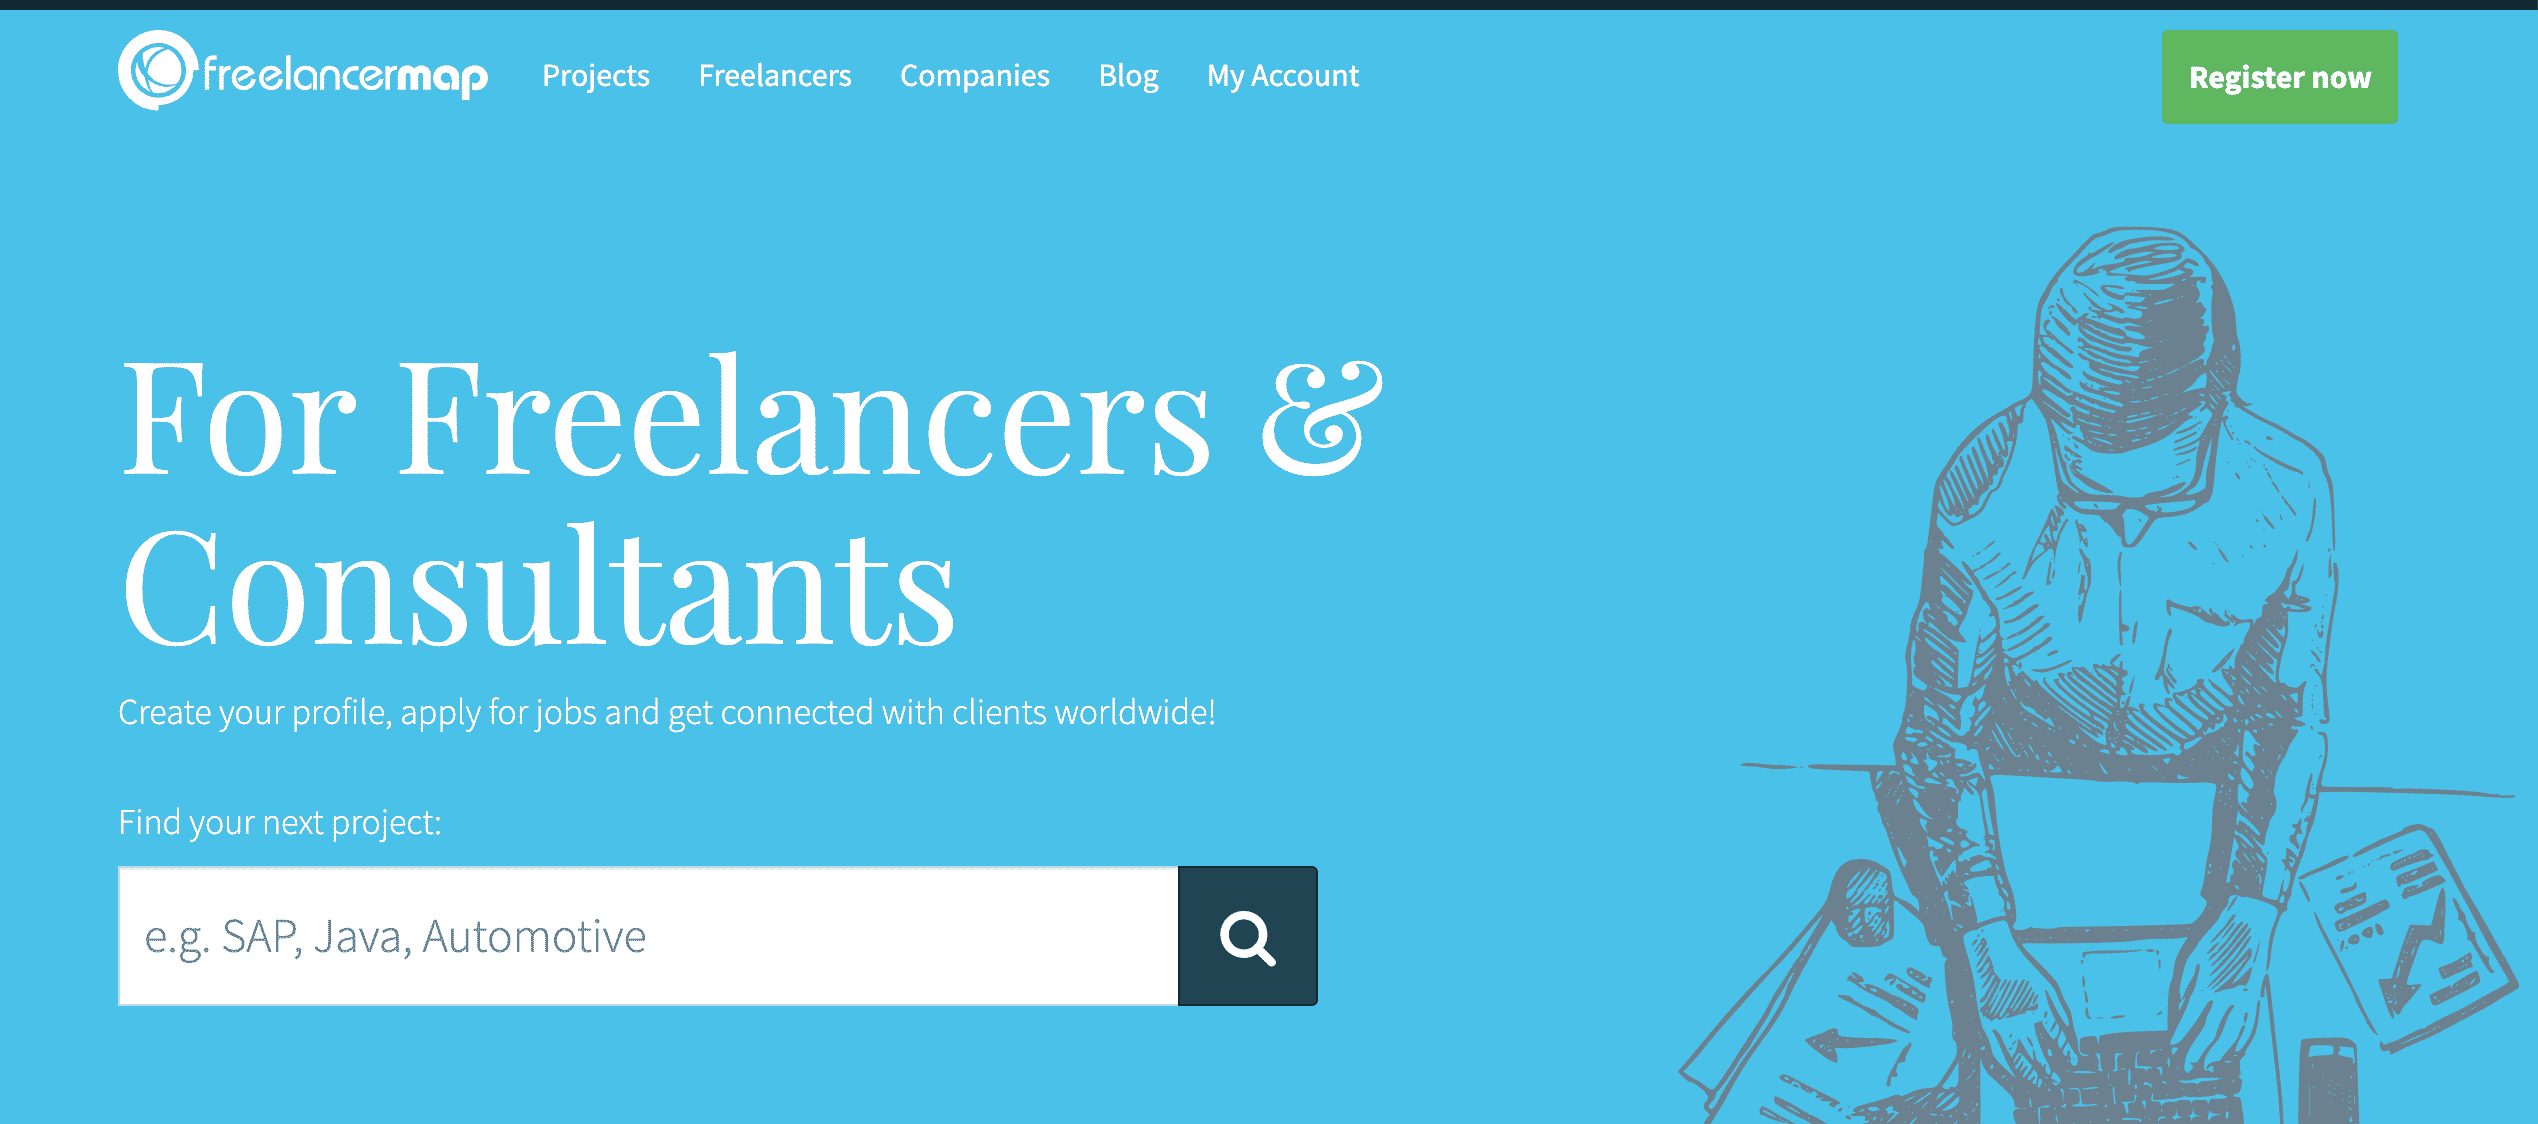 freelancermap Projects Freelancers Companies Blog My Account Register now
For Freelancers &
Consultants
Create your profile, apply for jobs and get connected with clients worldwide!
Find your next project:
e.g. SAP, Java, Automotive